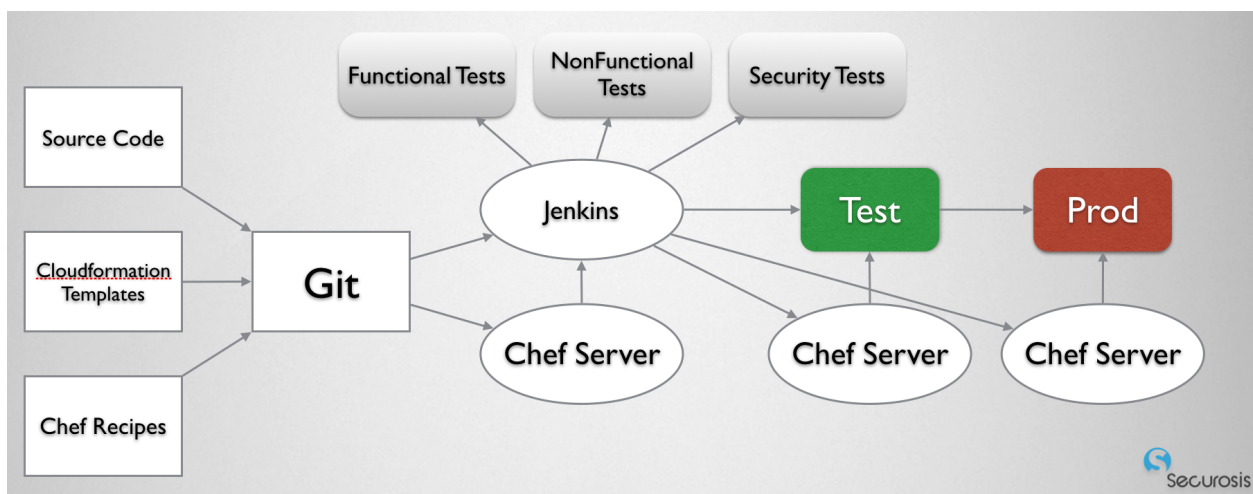 Functional Tests
NonFunctional
Tests
Security Tests
Source Code
Jenkins
Test
Prod
Cloudformation
Templates
Git
Chef Server
Chef Server
Chef Server
Chef Recipes
Securosis